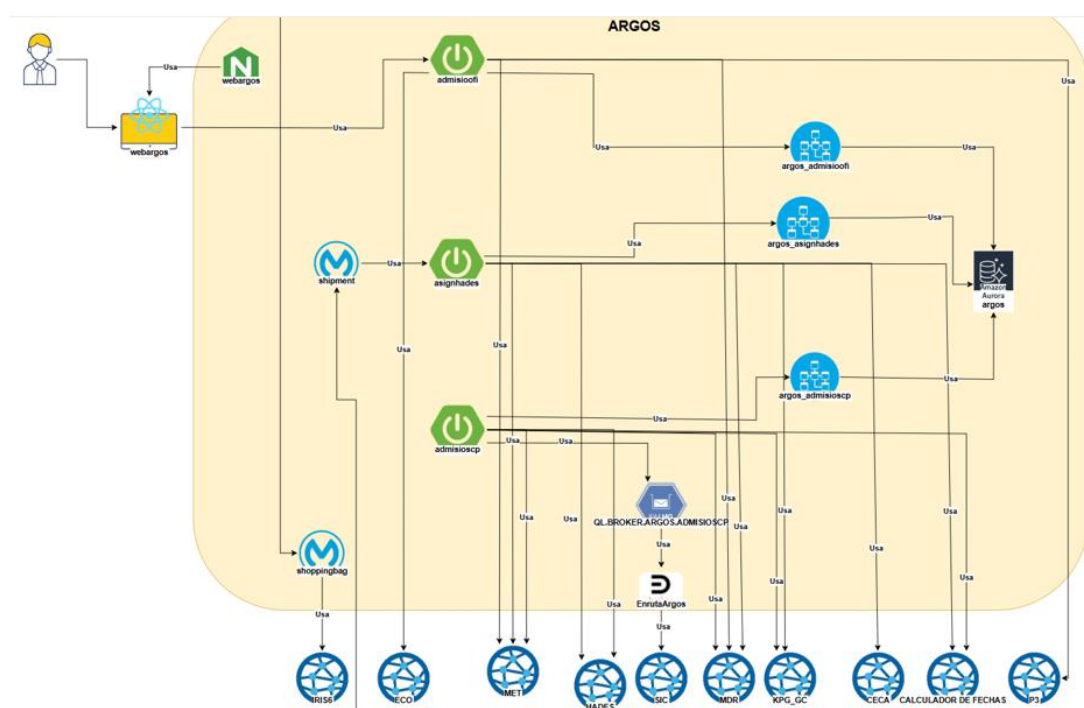 ARGOS
admisioofi
webargos
Usa
webargos
Usa
Usa
Usa
argos_admisioofi
Usa
argos_asignhades
Usa
Usa
shipment
Usa
asignhades
Amazon
Aurora
argos
Usa
Usa
argos_admisioscp
Usa
Usa
admisioscp
Usa
Usa
QL.BROKER.ARGOS.ADMISIOSCP
Usa
Usa
Usa
Usa
Usa
Usa
shoppingbag
Usa
Usa
Usa
EnrutaArgos
Usa
Usa
Usa
Usa
Usa
IRIS6
ECO
MET
HADES
SIC
MDR
KPG_GC
CECA
CALCULADOR DE FECHAS
P3